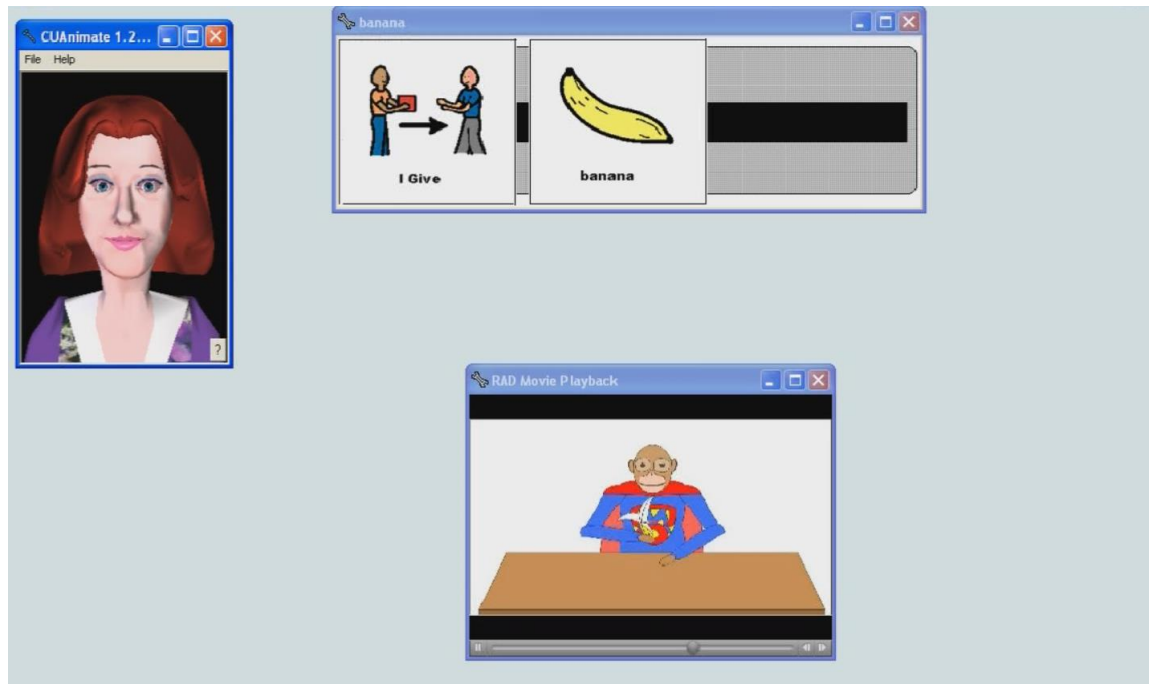 CUAnimate 1.2...
File Help
?
banana
I Give
banana
RAD Movie Playback